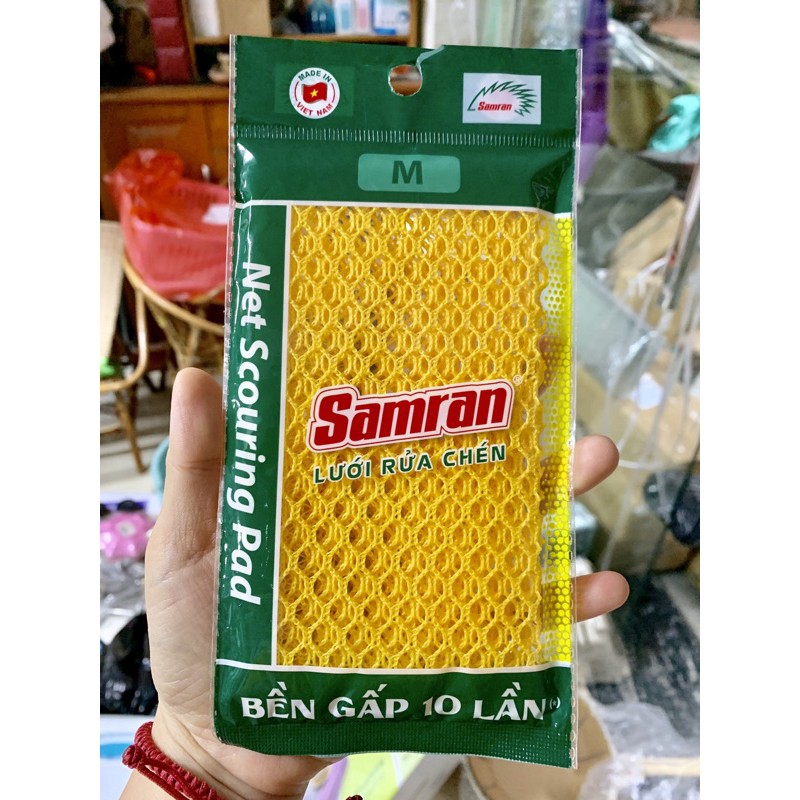 MADE IN
VIET NAM
Samran
M
Net Scouring Pad
Samran®
LƯỚI RỬA CHÉN
BỀN GẤP 10 LẦN